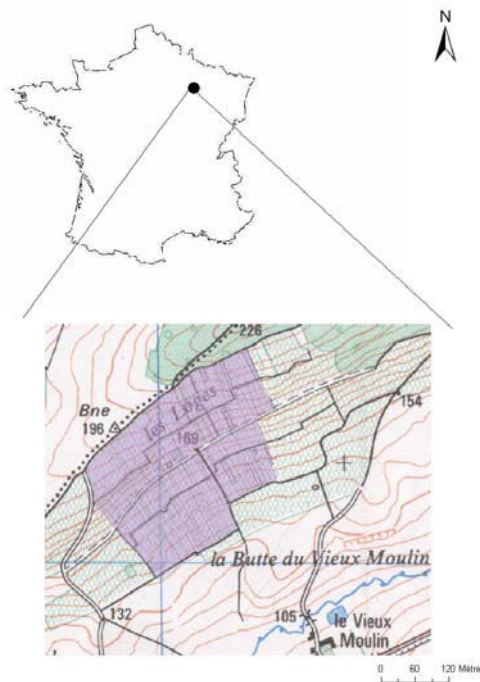 N
226
Bne
196
les Loges
169
154
la Butte du Vieux Moulin
132
105
le Vieux
Moulin
0 60 120 Mètre